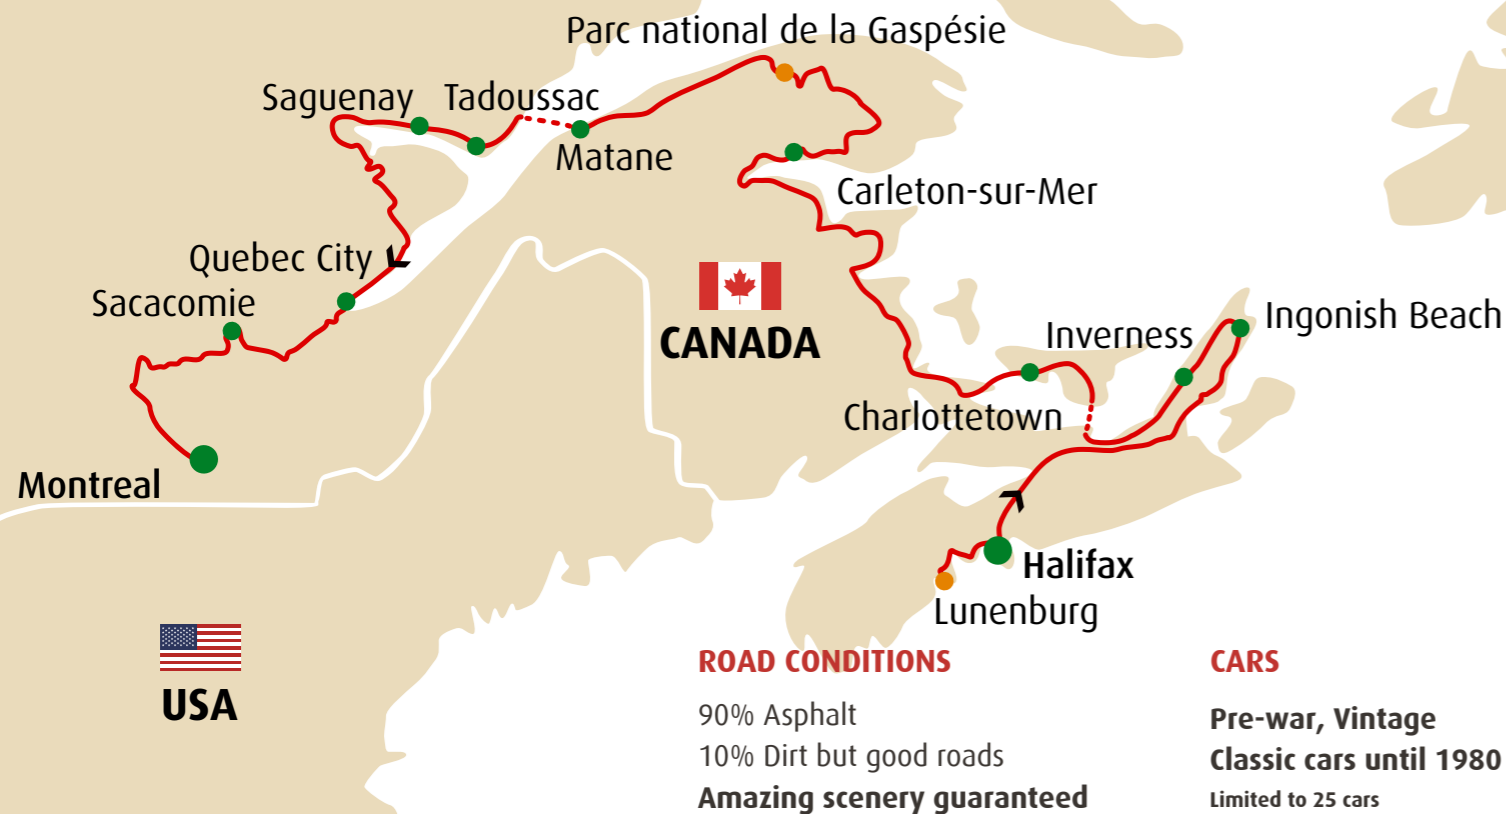 Parc national de la Gaspésie
Saguenay
Tadoussac
Matane
Carleton-sur-Mer
Quebec City
Sacacomie
CANADA
Ingonish Beach
Inverness
Charlottetown
Montreal
Halifax
Lunenburg
USA
ROAD CONDITIONS
90% Asphalt
10% Dirt but good roads
Amazing scenery guaranteed
CARS
Pre-war, Vintage
Classic cars until 1980
Limited to 25 cars